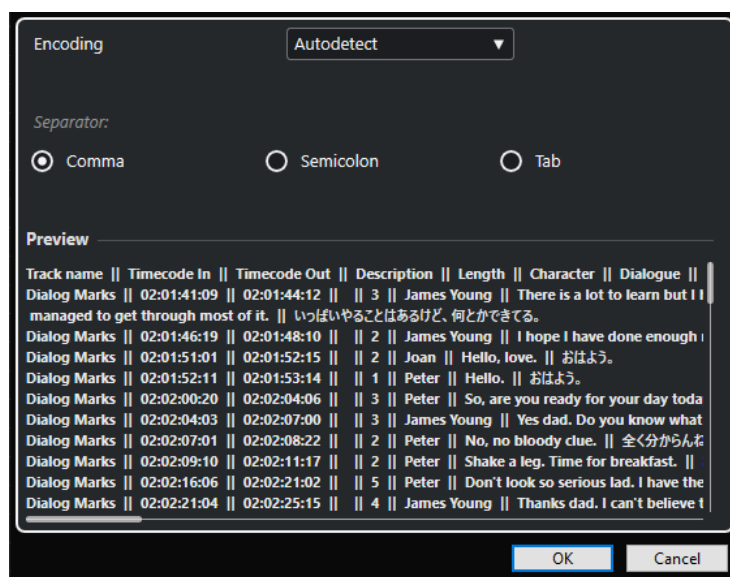 Encoding Autodetect
Separator:
Comma Semicolon Tab
Preview
Track name || Timecode In || Timecode Out || Description || Length || Character || Dialogue ||
Dialog Marks || 02:01:41:09 || 02:01:44:12 || || 3 || James Young || There is a lot to learn but I
managed to get through most of it. || いっぱいやることはあるけど、何とかできてる。
Dialog Marks || 02:01:46:19 || 02:01:48:10 || || 2 || James Young || I hope I have done enough
Dialog Marks || 02:01:51:01 || 02:01:52:15 || || 2 || Joan || Hello, love. || おはよう。
Dialog Marks || 02:01:52:11 || 02:01:53:14 || || 1 || Peter || Hello. || おはよう。
Dialog Marks || 02:02:00:20 || 02:02:04:06 || || 3 || Peter || So, are you ready for your day toda
Dialog Marks || 02:02:04:03 || 02:02:07:00 || || 3 || James Young || Yes dad. Do you know what
Dialog Marks || 02:02:07:01 || 02:02:08:22 || || 2 || Peter || No, no bloody clue. || 全く分からんね
Dialog Marks || 02:02:09:10 || 02:02:11:17 || || 2 || Peter || Shake a leg. Time for breakfast. ||
Dialog Marks || 02:02:16:06 || 02:02:21:02 || || 5 || Peter || Don't look so serious lad. I have the
Dialog Marks || 02:02:21:04 || 02:02:25:15 || || 4 || James Young || Thanks dad. I can't believe t
OK Cancel